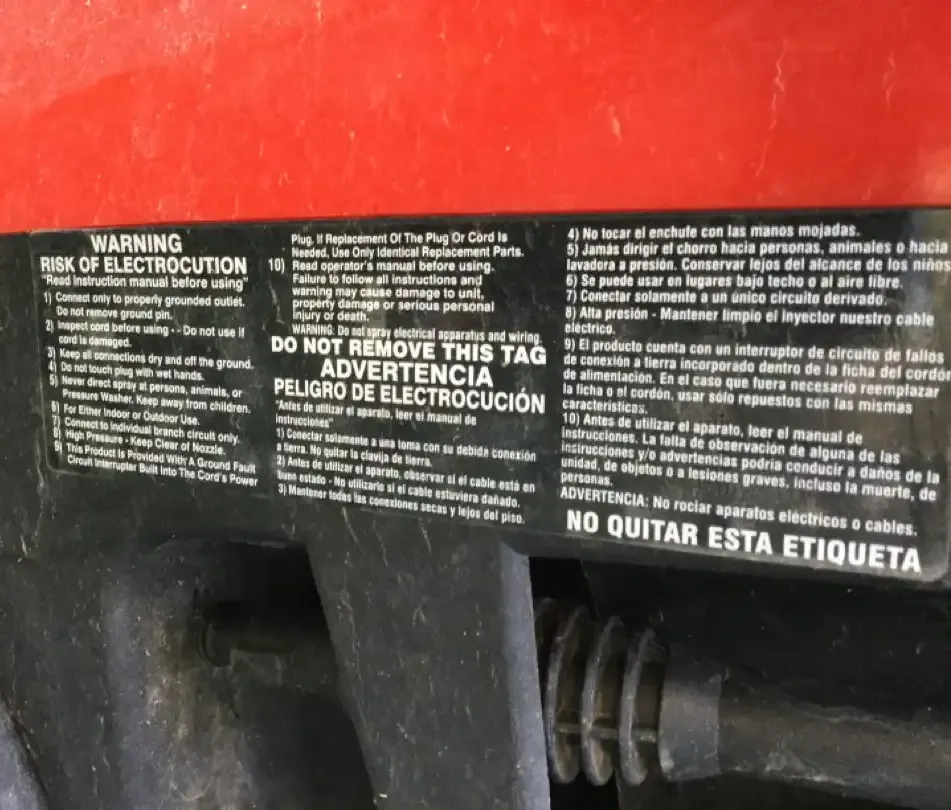 WARNING
RISK OF ELECTROCUTION
"Read instruction manual before using"
1) Connect only to properly grounded outlet.
Do not remove ground pin.
2) Inspect cord before using - - Do not use if
cord is damaged.
3) Keep all connections dry and off the ground.
4) Do not touch plug with wet hands.
5) Never direct spray at persons, animals, or
Pressure Washer. Keep away from children.
6) For Either Indoor or Outdoor Use.
7) Connect to individual branch circuit only.
8) High Pressure - Keep Clear of Nozzle.
9) This Product is Provided With A Ground Fault
Circuit Interrupter Built Into The Cord's Power
Plug. If Replacement Of The Plug Or Cord Is
Needed, Use Only Identical Replacement Parts.
10) Read operator's manual before using.
Failure to follow all instructions and
warning may cause damage to unit,
property damage or serious personal
injury or death.
WARNING: Do not spray electrical apparatus and wiring.
DO NOT REMOVE THIS TAG
ADVERTENCIA
PELIGRO DE ELECTROCUCIÓN
"Antes de utilizar el aparato, leer el manual de
instrucciones"
1) Conectar solamente a una toma con su debida conexión
a tierra. No quitar la clavija de tierra.
2) Antes de utilizar el aparato, observar si el cable está en
buen estado - No utilizarlo si el cable estuviera dañado.
3) Mantener todas las conexiones secas y lejos del piso.
4) No tocar el enchufe con las manos mojadas.
5) Jamás dirigir el chorro hacia personas, animales o hacia
lavadora a presión. Conservar lejos del alcance de los niños
6) Se puede usar en lugares bajo techo o al aire libre.
7) Conectar solamente a un único circuito derivado.
8) Alta presión - Mantener limpio el Inyector nuestro cable
eléctrico.
9) El producto cuenta con un interruptor de circuito de fallos
de conexión a tierra incorporado dentro de la ficha del cordón
de alimentación. En el caso que fuera necesario reemplazar
la ficha o el cordón, usar sólo repuestos con las mismas
características.
10) Antes de utilizar el aparato, leer el manual de
instrucciones. La falta de observación de alguna de las
instrucciones y/o advertencias podría conducir a daños de la
unidad, de objetos o a lesiones graves, incluso la muerte, de
personas.
ADVERTENCIA: No rociar aparatos eléctricos o cables.
NO QUITAR ESTA ETIQUETA